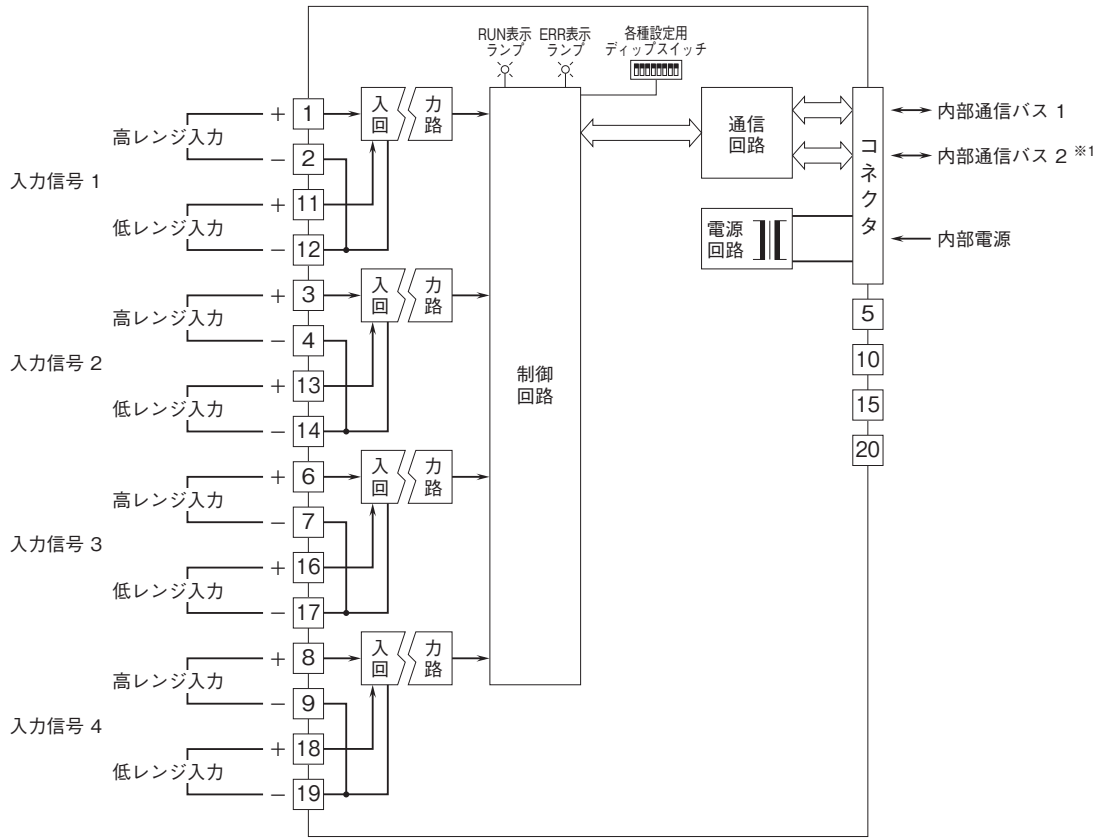 RUN表示
ランプ
ERR表示
ランプ
各種設定用
ディップスイッチ
入力信号 1
高レンジ入力
+ 1
− 2
低レンジ入力
+ 11
− 12
入 力
回 路
入力信号 2
高レンジ入力
+ 3
− 4
低レンジ入力
+ 13
− 14
入 力
回 路
入力信号 3
高レンジ入力
+ 6
− 7
低レンジ入力
+ 16
− 17
入 力
回 路
入力信号 4
高レンジ入力
+ 8
− 9
低レンジ入力
+ 18
− 19
入 力
回 路
制御
回路
通信
回路
電源
回路
コネクタ
内部通信バス 1
内部通信バス 2 ※1
内部電源
5
10
15
20